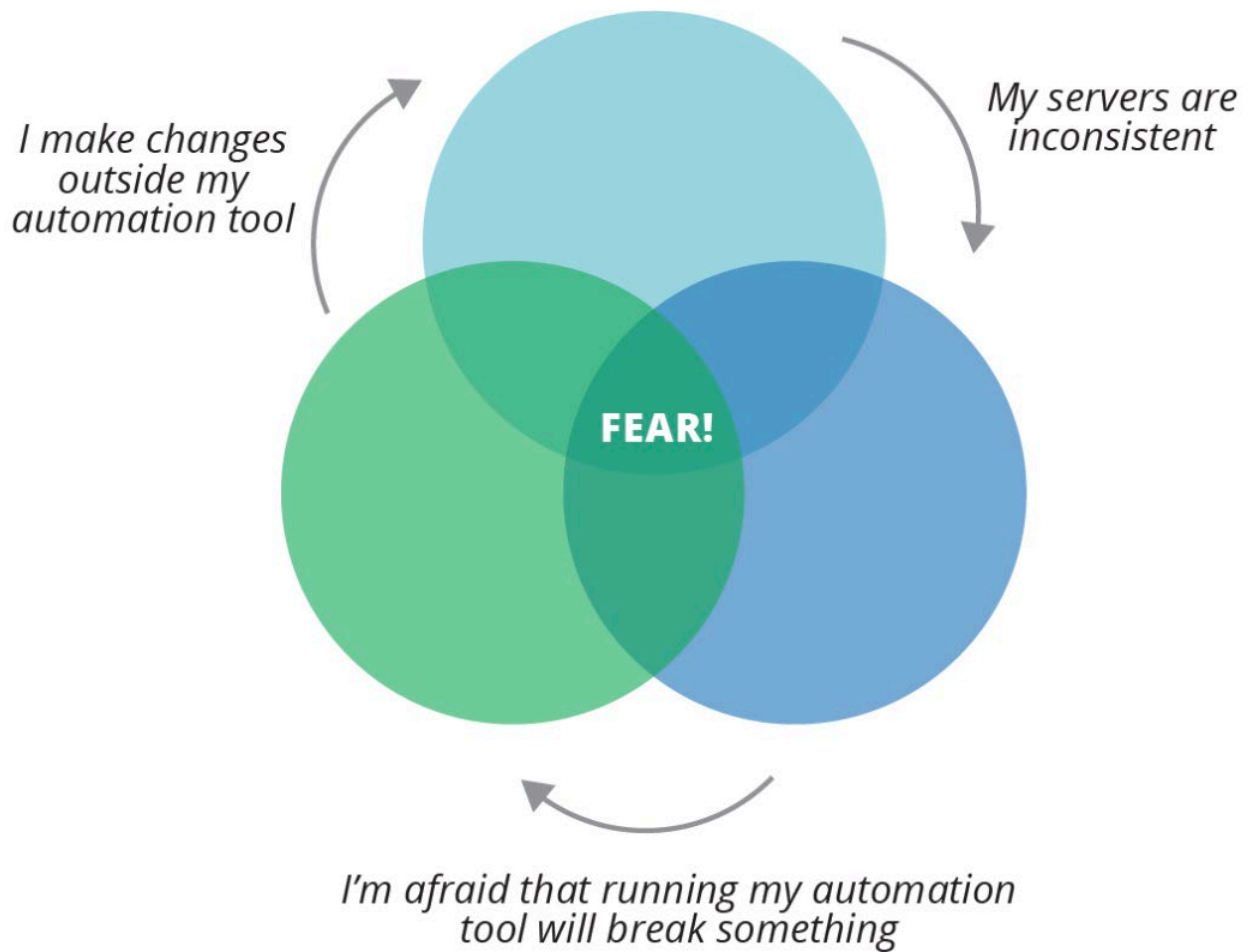 I make changes
outside my
automation tool
My servers are
inconsistent
FEAR!
I’m afraid that running my automation
tool will break something